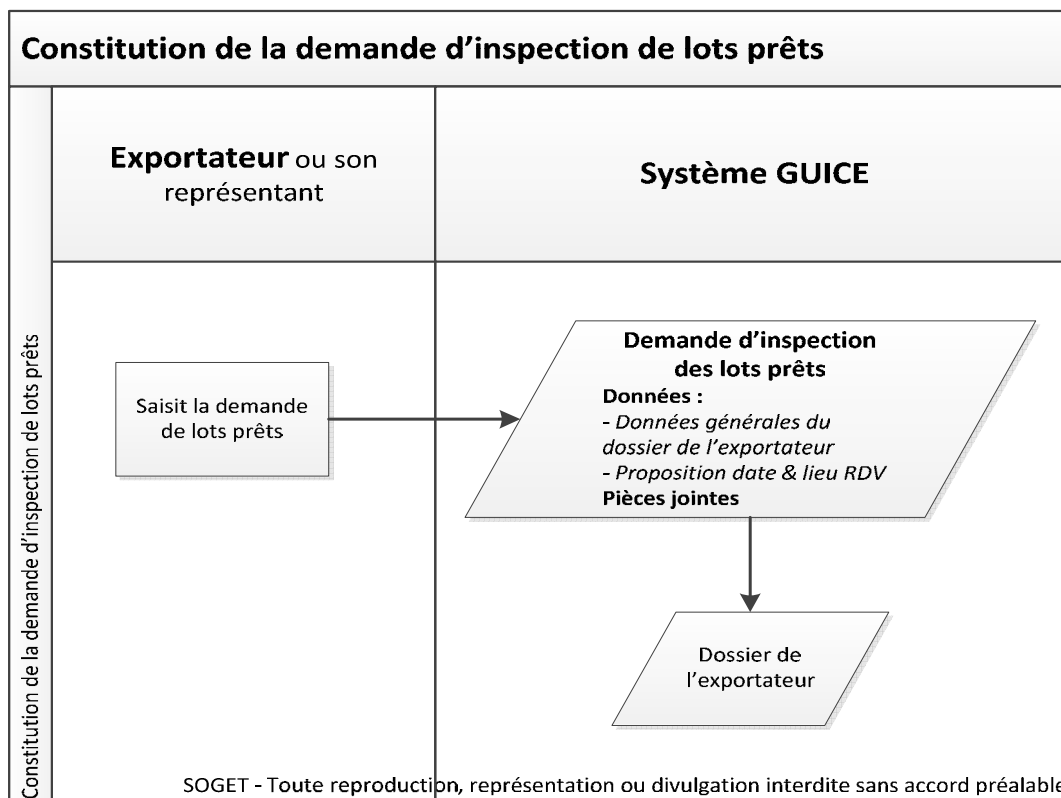 Constitution de la demande d’inspection de lots prêts
Exportateur ou son
représentant
Système GUICE
Constitution de la demande d’inspection de lots prêts
Saisit la demande
de lots prêts
Demande d’inspection
des lots prêts
Données :
- Données générales du
dossier de l’exportateur
- Proposition date & lieu RDV
Pièces jointes
Dossier de
l’exportateur
SOGET - Toute reproduction, représentation ou divulgation interdite sans accord préalable